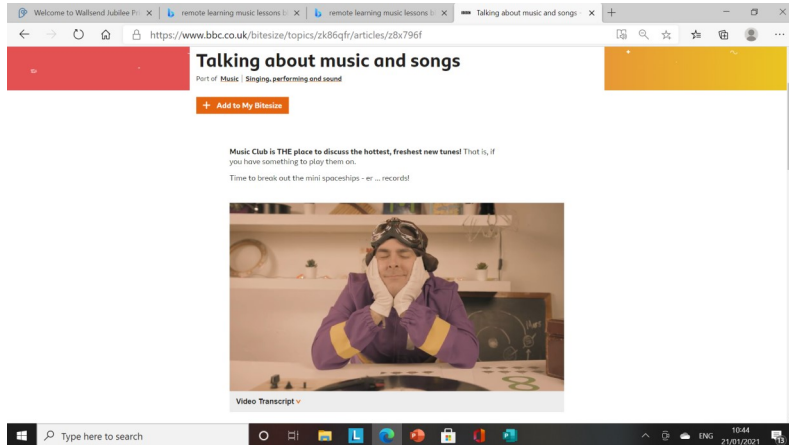 Welcome to Wallsend Jubilee Pri
remote learning music lessons b
remote learning music lessons b
Talking about music and songs -
https://www.bbc.co.uk/bitesize/topics/zk86qfr/articles/z8x796f
Talking about music and songs
Part of Music | Singing, performing and sound
+ Add to My Bitesize
Music Club is THE place to discuss the hottest, freshest new tunes! That is, if
you have something to play them on.
Time to break out the mini spaceships - er ... records!
Video Transcript
Type here to search
ENG
10:44
21/01/2021